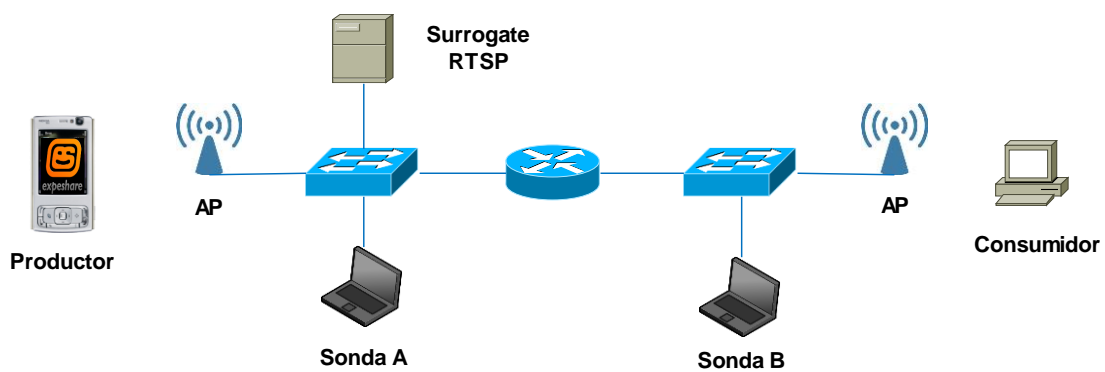 Surrogate
RTSP
expeshare
AP
AP
Productor
Consumidor
Sonda A
Sonda B